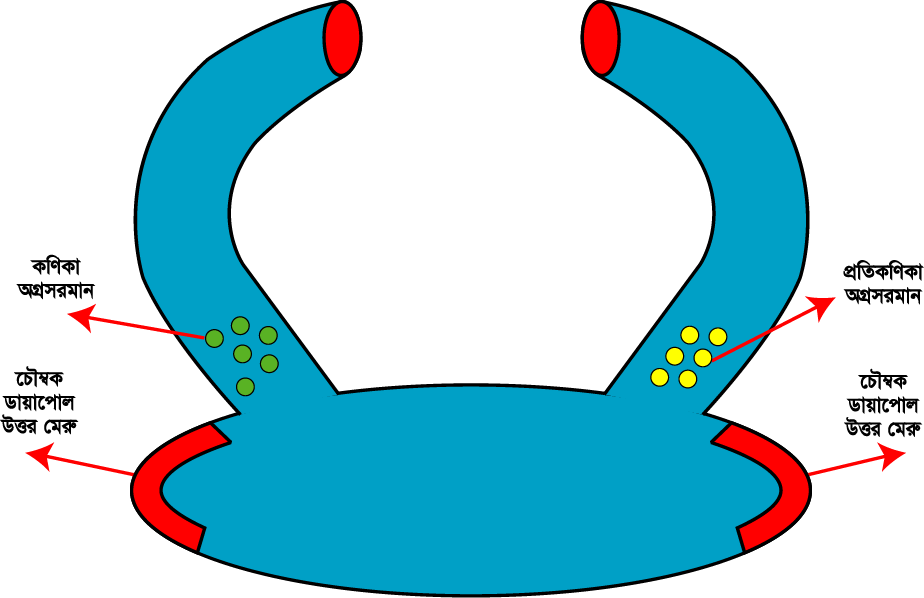 কণিকা
অগ্রসরমান
প্রতিকণিকা
অগ্রসরমান
চৌম্বক
ডায়াপোল
উত্তর মেরু
চৌম্বক
ডায়াপোল
উত্তর মেরু